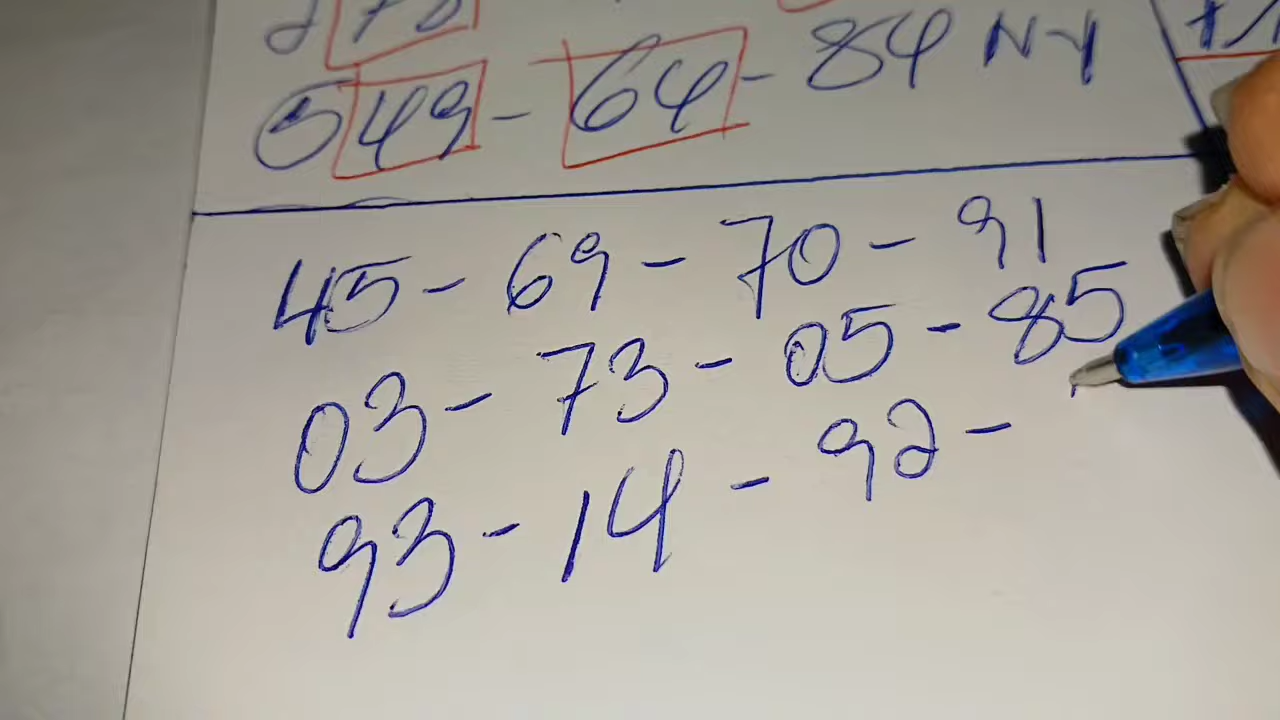 549 - 64 - 84 N-Y
45 - 69 - 70 - 91
03 - 73 - 05 - 85
93 - 14 - 92 -